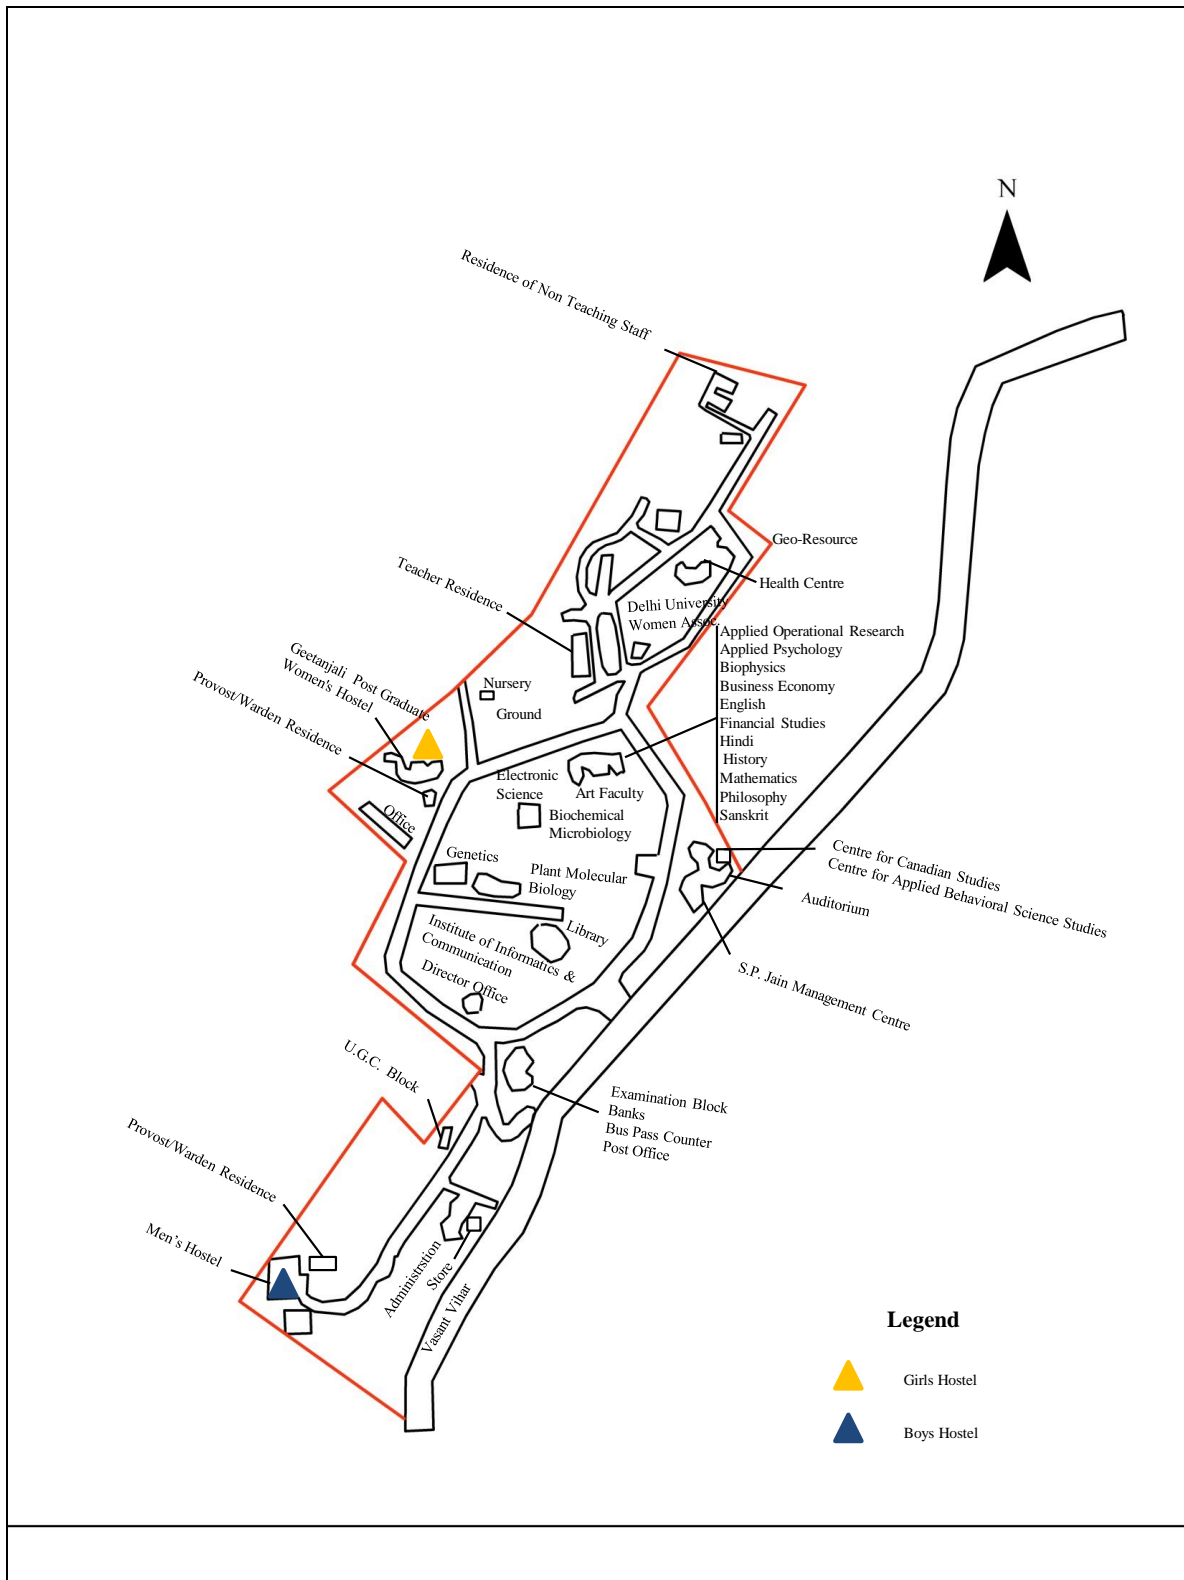 N
Residence of Non Teaching Staff
Geo-Resource
Teacher Residence
Health Centre
Delhi University
Women Assoc.
Applied Operational Research
Applied Psychology
Biophysics
Business Economy
English
Financial Studies
Hindi
History
Mathematics
Philosophy
Sanskrit
Geetanjali Post Graduate
Women's Hostel
Provost/Warden Residence
Nursery
Ground
Office
Electronic
Science
Art Faculty
Biochemical
Microbiology
Genetics
Plant Molecular
Biology
Centre for Canadian Studies
Centre for Applied Behavioral Science Studies
Auditorium
Library
Institute of Informatics &
Communication
Director Office
S.P. Jain Management Centre
U.G.C. Block
Examination Block
Banks
Bus Pass Counter
Post Office
Provost/Warden Residence
Men's Hostel
Administrstion
Store
Vasant Vihar
Legend
Girls Hostel
Boys Hostel